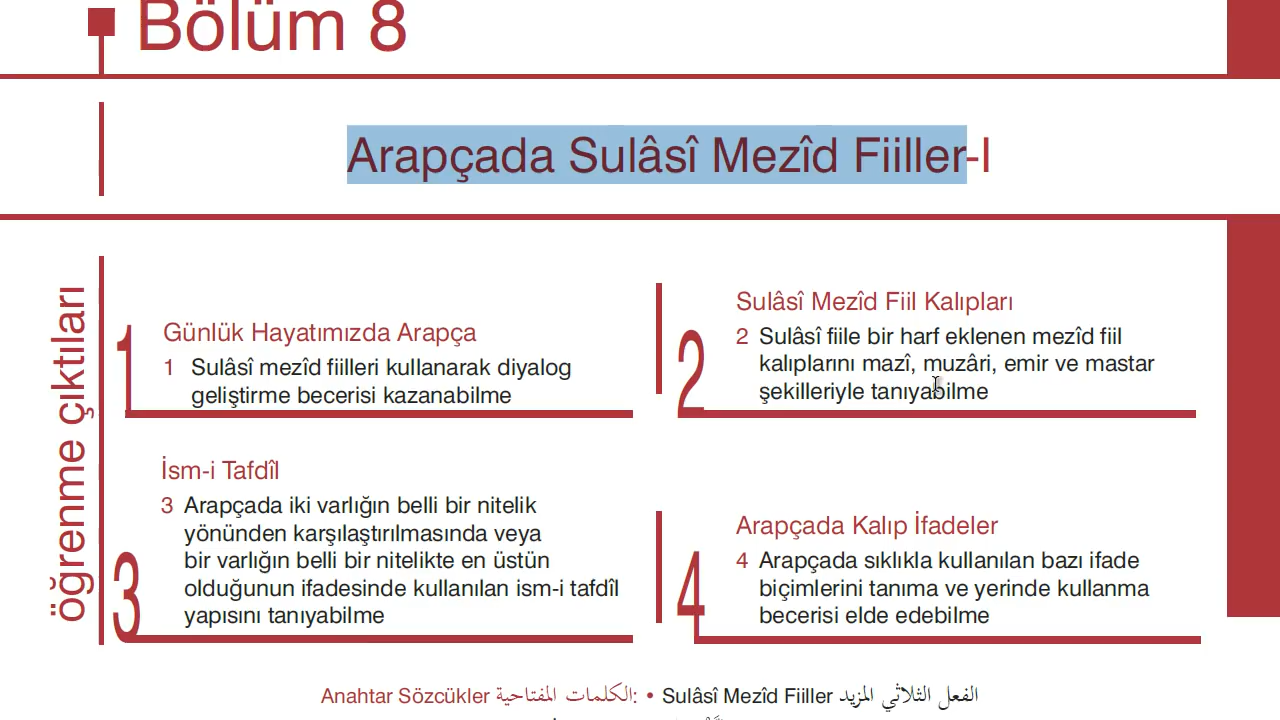 Bölüm 8
Arapçada Sulâsî Mezîd Fiiller-I
öğrenme çıktıları
1
Günlük Hayatımızda Arapça
1 Sulâsî mezîd fiilleri kullanarak diyalog
geliştirme becerisi kazanabilme
2
Sulâsî Mezîd Fiil Kalıpları
2 Sulâsî fiile bir harf eklenen mezîd fiil
kalıplarını mazî, muzâri, emir ve mastar
şekilleriyle tanıyabilme
3
İsm-i Tafdîl
3 Arapçada iki varlığın belli bir nitelik
yönünden karşılaştırılmasında veya
bir varlığın belli bir nitelikte en üstün
olduğunun ifadesinde kullanılan ism-i tafdîl
yapısını tanıyabilme
4
Arapçada Kalıp İfadeler
4 Arapçada sıklıkla kullanılan bazı ifade
biçimlerini tanıma ve yerinde kullanma
becerisi elde edebilme
Anahtar Sözcükler الكلمات المفتاحية: • Sulâsî Mezîd Fiiller الفعل الثلاثي المزيد